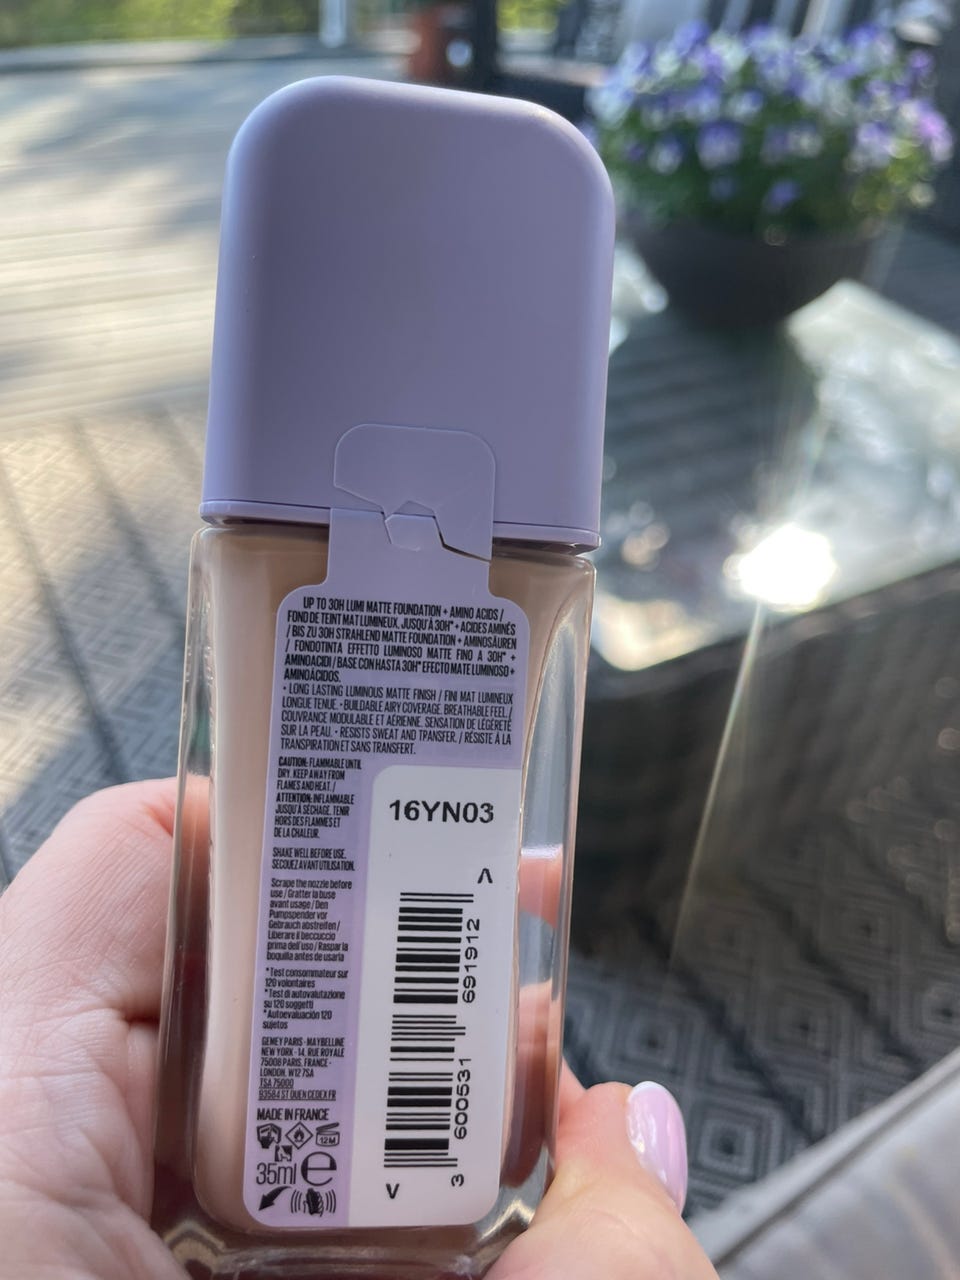 UP TO 30H LUMI MATTE FOUNDATION + AMINO ACIDS /
FOND DE TEINT MAT LUMINEUX, JUSQU'À 30H* + ACIDES AMINÉS
/ BIS ZU 30H STRAHLEND MATTE FOUNDATION + AMINOSÄUREN
/ FONDOTINTA EFFETTO LUMINOSO MATTE FINO A 30H* +
AMINOACIDI / BASE CON HASTA 30H* EFECTO MATE LUMINOSO +
AMINOÁCIDOS.
• LONG LASTING LUMINOUS MATTE FINISH / FINI MAT LUMINEUX
LONGUE TENUE. • BUILDABLE AIRY COVERAGE. BREATHABLE FEEL. /
COUVRANCE MODULABLE ET AÉRIENNE. SENSATION DE LÉGÈRETÉ
SUR LA PEAU. • RESISTS SWEAT AND TRANSFER. / RÉSISTE À LA
TRANSPIRATION ET SANS TRANSFERT.
CAUTION: FLAMMABLE UNTIL
DRY. KEEP AWAY FROM
FLAMES AND HEAT. /
ATTENTION: INFLAMMABLE
JUSQU'À SÉCHAGE. TENIR
HORS DES FLAMMES ET
DE LA CHALEUR.
SHAKE WELL BEFORE USE.
SECOUEZ AVANT UTILISATION.
Scrape the nozzle before
use / Gratter la buse
avant usage / Den
Pumpspender vor
Gebrauch abstreifen /
Liberare il beccuccio
prima dell'uso / Raspar la
boquilla antes de usarla
*Test consommateur sur
120 volontaires
*Test di autovalutazione
su 120 soggetti
*Autoevaluación 120
sujetos
GEMEY PARIS - MAYBELLINE
NEW YORK - 14, RUE ROYALE
75008 PARIS, FRANCE -
LONDON, W12 7SA
TSA 75000
93584 ST OUEN CEDEX FR
MADE IN FRANCE
12M
35ml e
16YN03
3 600531 691912